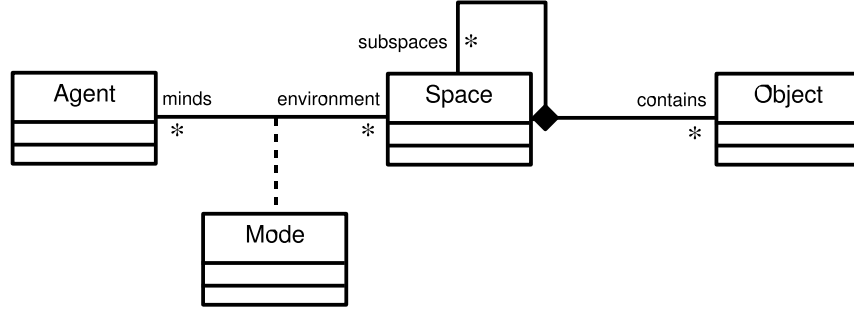 subspaces *
Agent
minds
*
environment
*
Space
contains
*
Object
Mode